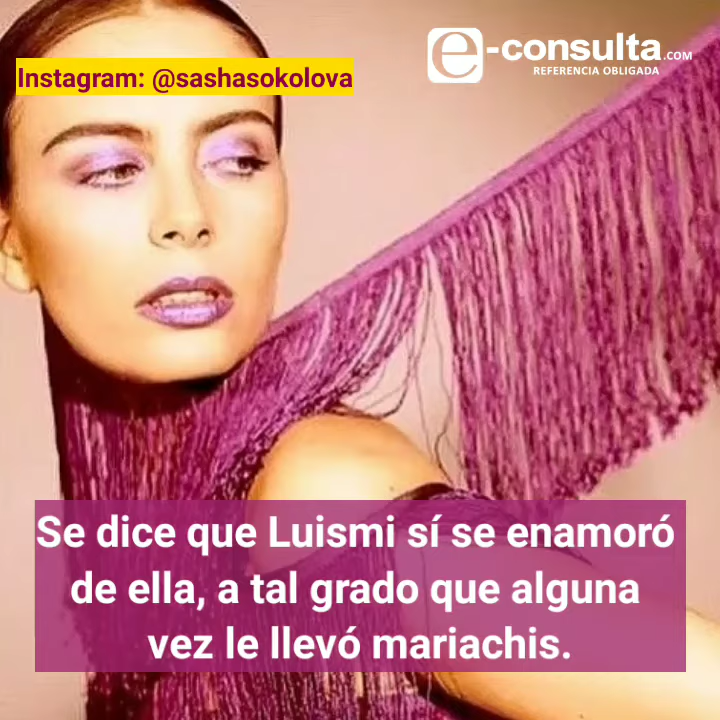 e-consulta.COM
REFERENCIA OBLIGADA
Instagram: @sashasokolova
Se dice que Luismi sí se enamoró
de ella, a tal grado que alguna
vez le llevó mariachis.